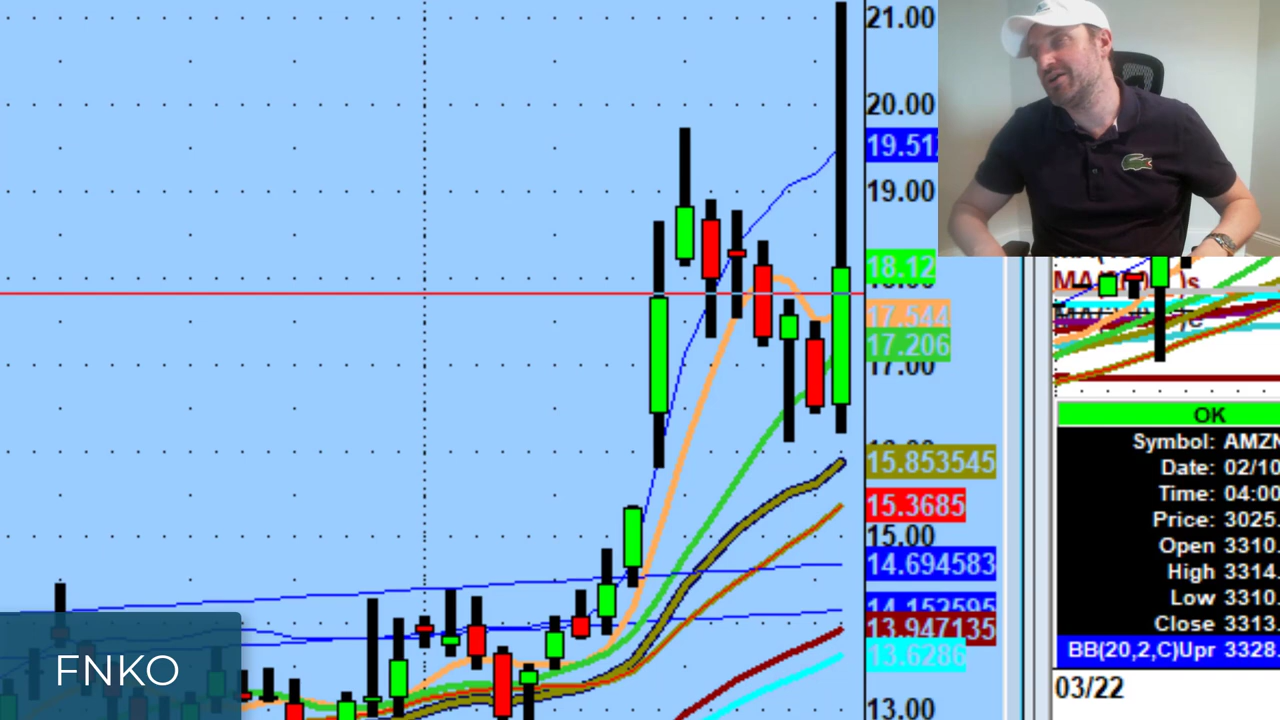 21.00
20.00
19.51
19.00
18.12
17.544
17.206
17.00
15.853545
15.3685
15.00
14.694583
14.152595
13.947135
13.6286
13.00
FNKO
OK
Symbol: AMZN
Date: 02/10
Time: 04:00
Price: 3025.
Open 3310.
High 3314.
Low 3310.
Close 3313.
BB(20,2,C)Upr 3328.
03/22